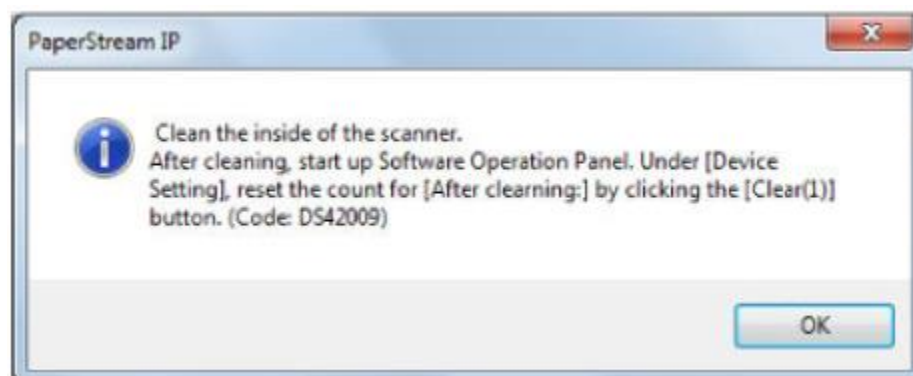 PaperStream IP
Clean the inside of the scanner.
After cleaning, start up Software Operation Panel. Under [Device
Setting], reset the count for [After clearning:] by clicking the [Clear(1)]
button. (Code: DS42009)
OK